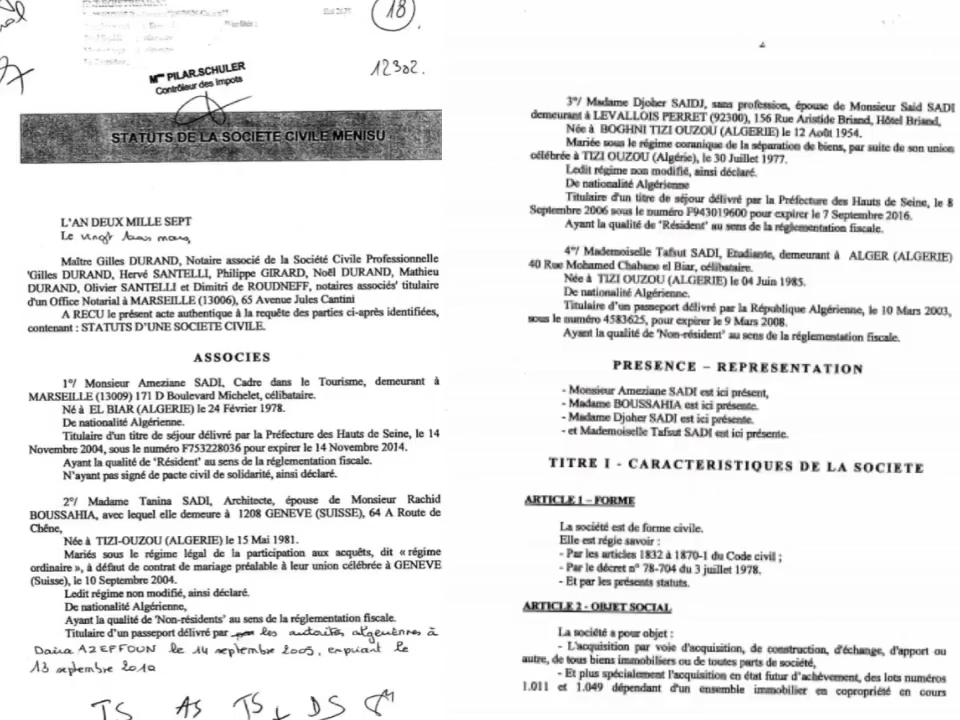 18
12302.
Mme PILAR.SCHULER
Contrôleur des Impots
STATUTS DE LA SOCIETE CIVILE MENISU
L'AN DEUX MILLE SEPT
Le vingt trois mars,
Maître Gilles DURAND, Notaire associé de la Société Civile Professionnelle
'Gilles DURAND, Hervé SANTELLI, Philippe GIRARD, Noël DURAND, Mathieu
DURAND, Olivier SANTELLI et Dimitri de ROUDNEFF, notaires associés' titulaire
d'un Office Notarial à MARSEILLE (13006), 65 Avenue Jules Cantini
A RECU le présent acte authentique à la requête des parties ci-après identifiées,
contenant : STATUTS D'UNE SOCIETE CIVILE.
ASSOCIES
1°/ Monsieur Ameziane SADI, Cadre dans le Tourisme, demeurant à
MARSEILLE (13009) 171 D Boulevard Michelet, célibataire.
Né à EL BIAR (ALGERIE) le 24 Février 1978.
De nationalité Algérienne.
Titulaire d'un titre de séjour délivré par la Préfecture des Hauts de Seine, le 14
Novembre 2004, sous le numéro F753228036 pour expirer le 14 Novembre 2014.
Ayant la qualité de 'Résident' au sens de la réglementation fiscale.
N'ayant pas signé de pacte civil de solidarité, ainsi déclaré.
2°/ Madame Tanina SADI, Architecte, épouse de Monsieur Rachid
BOUSSAHIA, avec lequel elle demeure à 1208 GENEVE (SUISSE), 64 A Route de
Chêne,
Née à TIZI-OUZOU (ALGERIE) le 15 Mai 1981.
Mariés sous le régime légal de la participation aux acquêts, dit « régime
ordinaire », à défaut de contrat de mariage préalable à leur union célébrée à GENEVE
(Suisse), le 10 Septembre 2004.
Ledit régime non modifié, ainsi déclaré.
De nationalité Algérienne,
Ayant la qualité de 'Non-résidents' au sens de la réglementation fiscale.
Titulaire d'un passeport délivré par les autorités algériennes à
Daira AZEFFOUN le 14 septembre 2005, expirant le
13 septembre 2010
TS AS TS DS
3°/ Madame Djoher SAIDJ, sans profession, épouse de Monsieur Said SADI
demeurant à LEVALLOIS PERRET (92300), 156 Rue Aristide Briand, Hôtel Briand,
Née à BOGHNI TIZI OUZOU (ALGERIE) le 12 Août 1954.
Mariée sous le régime coranique de la séparation de biens, par suite de son union
célébrée à TIZI OUZOU (Algérie), le 30 Juillet 1977.
Ledit régime non modifié, ainsi déclaré.
De nationalité Algérienne
Titulaire d'un titre de séjour délivré par la Préfecture des Hauts de Seine, le 8
Septembre 2006 sous le numéro F943019600 pour expirer le 7 Septembre 2016.
Ayant la qualité de 'Résident' au sens de la réglementation fiscale.
4°/ Mademoiselle Tafsut SADI, Etudiante, demeurant à ALGER (ALGERIE)
40 Rue Mohamed Chabane el Biar, célibataire.
Née à TIZI OUZOU (ALGERIE) le 04 Juin 1985.
De nationalité Algérienne.
Titulaire d'un passeport délivré par la République Algérienne, le 10 Mars 2003,
sous le numéro 4583625, pour expirer le 9 Mars 2008.
Ayant la qualité de 'Non-résident' au sens de la réglementation fiscale.
PRESENCE – REPRESENTATION
- Monsieur Ameziane SADI est ici présent,
- Madame BOUSSAHIA est ici présente.
- Madame Djoher SADI est ici présente.
- et Mademoiselle Tafsut SADI est ici présente.
TITRE I - CARACTERISTIQUES DE LA SOCIETE
ARTICLE 1 – FORME
La société est de forme civile.
Elle est régie savoir :
- Par les articles 1832 à 1870-1 du Code civil ;
- Par le décret n° 78-704 du 3 juillet 1978.
- Et par les présents statuts.
ARTICLE 2 - OBJET SOCIAL
La société a pour objet :
- L'acquisition par voie d'acquisition, de construction, d'échange, d'apport ou
autre, de tous biens immobiliers ou de toutes parts de société,
- Et plus spécialement l'acquisition en état futur d'achèvement, des lots numéros
1.011 et 1.049 dépendant d'un ensemble immobilier en copropriété en cours